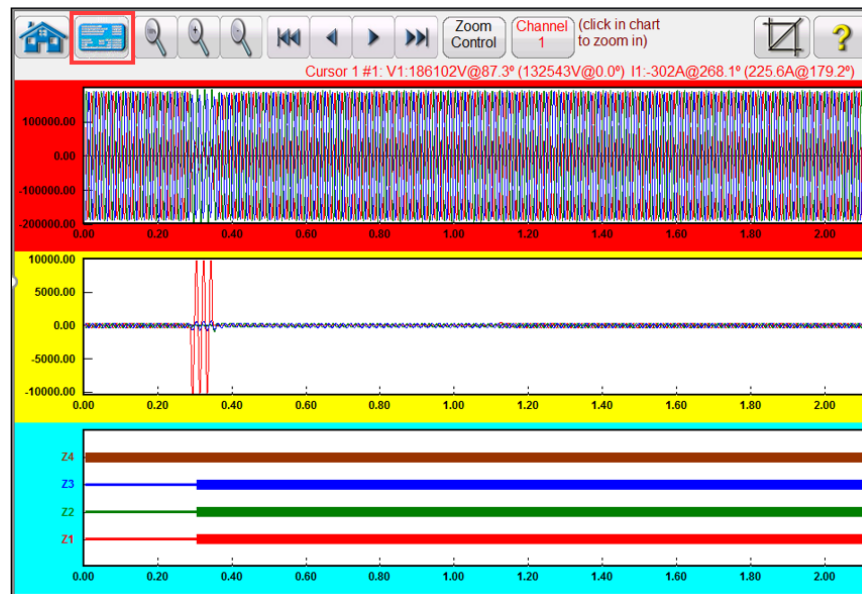 Zoom Control
Channel 1
(click in chart to zoom in)
?
Cursor 1 #1: V1:186102V@87.3º (132543V@0.0º) I1:-302A@268.1º (225.6A@179.2º)
100000.00
0.00
-100000.00
-200000.00
0.00 0.20 0.40 0.60 0.80 1.00 1.20 1.40 1.60 1.80 2.00
10000.00
5000.00
0.00
-5000.00
-10000.00
0.00 0.20 0.40 0.60 0.80 1.00 1.20 1.40 1.60 1.80 2.00
Z4
Z3
Z2
Z1
0.00 0.20 0.40 0.60 0.80 1.00 1.20 1.40 1.60 1.80 2.00